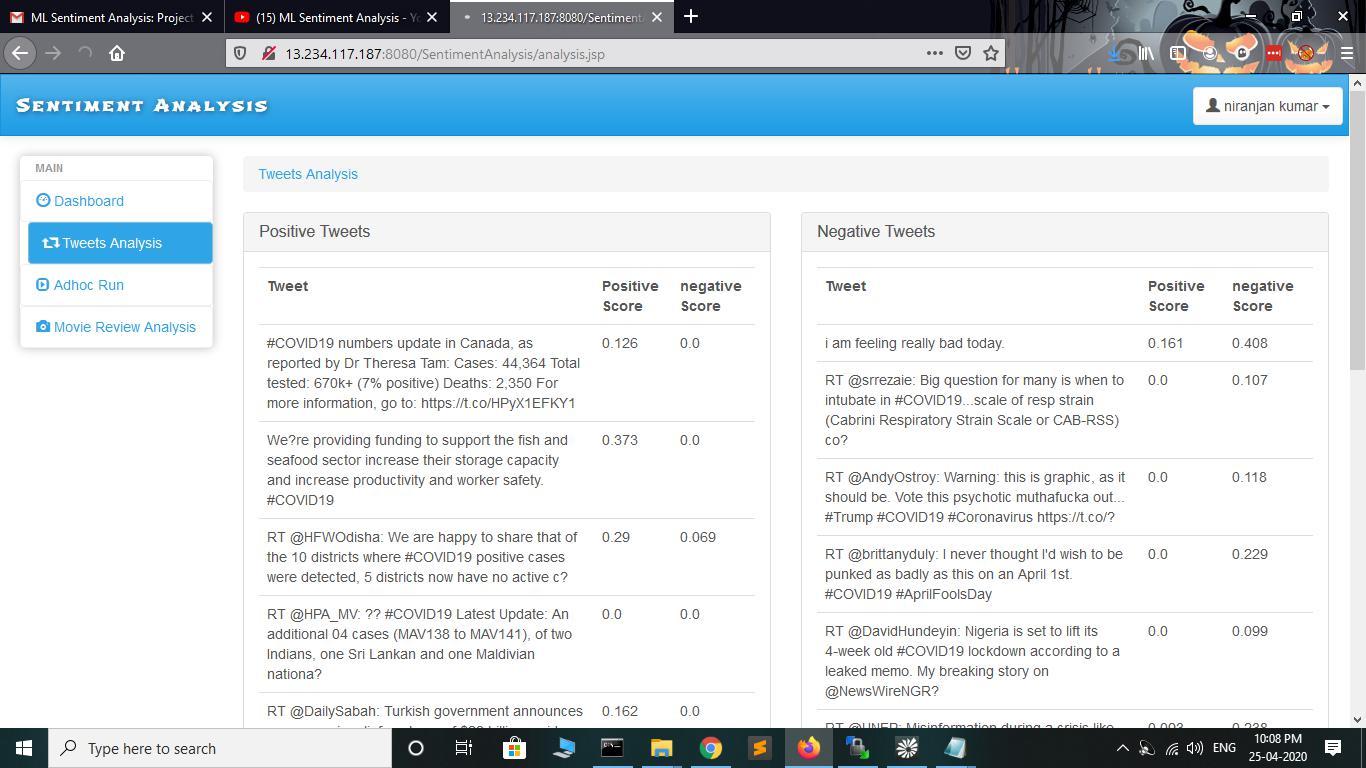 ML Sentiment Analysis: Project
(15) ML Sentiment Analysis - Yo
13.234.117.187:8080/Sentiment
13.234.117.187:8080/SentimentAnalysis/analysis.jsp
Sentiment Analysis
niranjan kumar
MAIN
Dashboard
Tweets Analysis
Adhoc Run
Movie Review Analysis
Tweets Analysis
Positive Tweets
Tweet Positive Score negative Score
#COVID19 numbers update in Canada, as 0.126 0.0
reported by Dr Theresa Tam: Cases: 44,364 Total
tested: 670k+ (7% positive) Deaths: 2,350 For
more information, go to: https://t.co/HPyX1EFKY1
We?re providing funding to support the fish and 0.373 0.0
seafood sector increase their storage capacity
and increase productivity and worker safety.
#COVID19
RT @HFWOdisha: We are happy to share that of 0.29 0.069
the 10 districts where #COVID19 positive cases
were detected, 5 districts now have no active c?
RT @HPA_MV: ?? #COVID19 Latest Update: An 0.0 0.0
additional 04 cases (MAV138 to MAV141), of two
Indians, one Sri Lankan and one Maldivian
nationa?
RT @DailySabah: Turkish government announces 0.162 0.0
Negative Tweets
Tweet Positive Score negative Score
i am feeling really bad today. 0.161 0.408
RT @srrezaie: Big question for many is when to 0.0 0.107
intubate in #COVID19...scale of resp strain
(Cabrini Respiratory Strain Scale or CAB-RSS)
co?
RT @AndyOstroy: Warning: this is graphic, as it 0.0 0.118
should be. Vote this psychotic muthafucka out...
#Trump #COVID19 #Coronavirus https://t.co/?
RT @brittanyduly: I never thought I'd wish to be 0.0 0.229
punked as badly as this on an April 1st.
#COVID19 #AprilFoolsDay
RT @DavidHundeyin: Nigeria is set to lift its 0.0 0.099
4-week old #COVID19 lockdown according to a
leaked memo. My breaking story on
@NewsWireNGR?
RT @UNEP: Misinformation during a crisis like 0.093 0.238
Type here to search
ENG
10:08 PM
25-04-2020